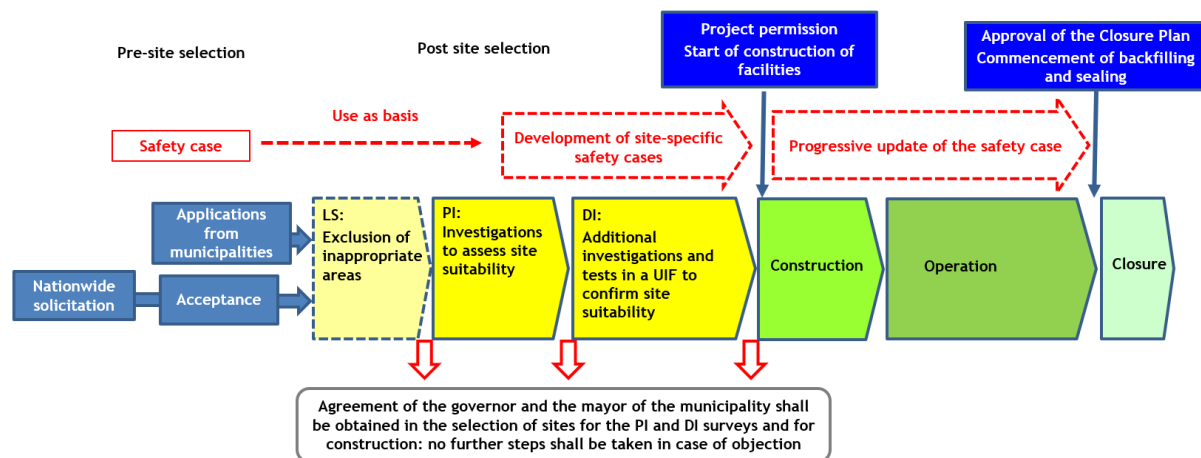 Project permission
Start of construction of
facilities
Approval of the Closure Plan
Commencement of backfilling
and sealing
Pre-site selection
Post site selection
Use as basis
Safety case
Development of site-specific
safety cases
Progressive update of the safety case
Applications
from
municipalities
Nationwide
solicitation
Acceptance
LS:
Exclusion of
inappropriate
areas
PI:
Investigations
to assess site
suitability
DI:
Additional
investigations and
tests in a UIF to
confirm site
suitability
Construction
Operation
Closure
Agreement of the governor and the mayor of the municipality shall
be obtained in the selection of sites for the PI and DI surveys and for
construction: no further steps shall be taken in case of objection